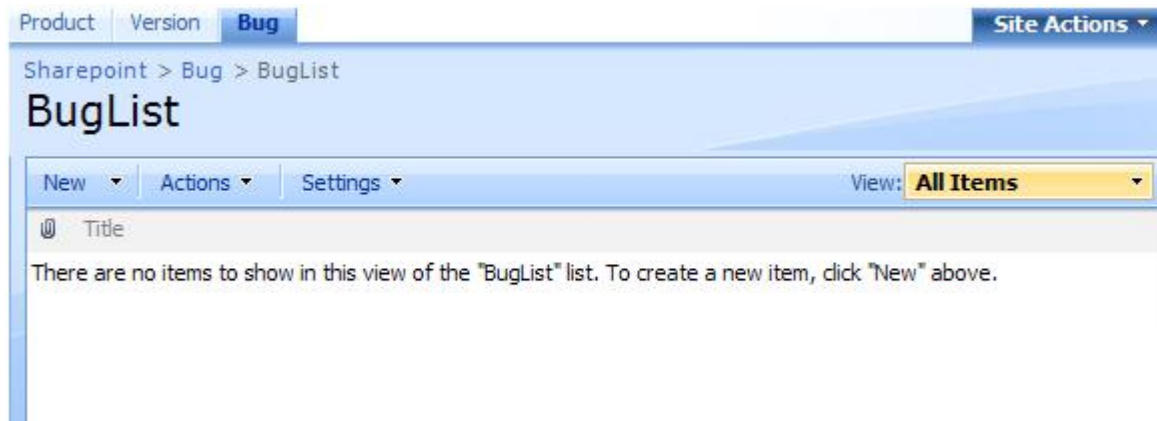 Product Version Bug Site Actions
Sharepoint > Bug > BugList
BugList
New Actions Settings View: All Items
Title
There are no items to show in this view of the "BugList" list. To create a new item, click "New" above.